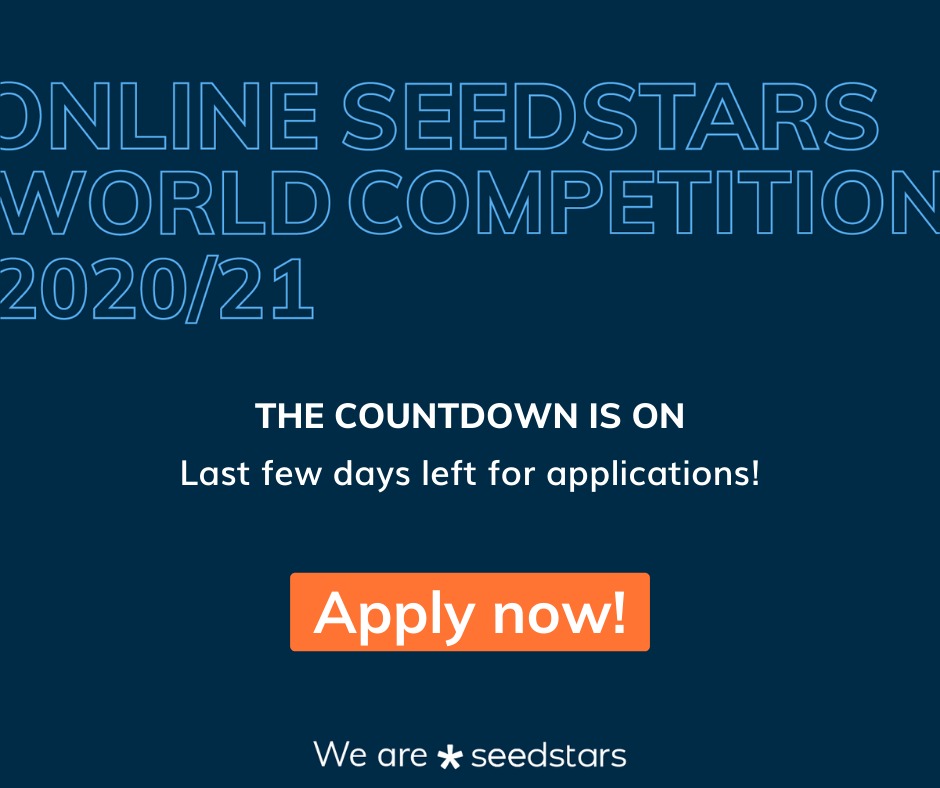 ONLINE SEEDSTARS
WORLD COMPETITION
2020/21
THE COUNTDOWN IS ON
Last few days left for applications!
Apply now!
We are * seedstars